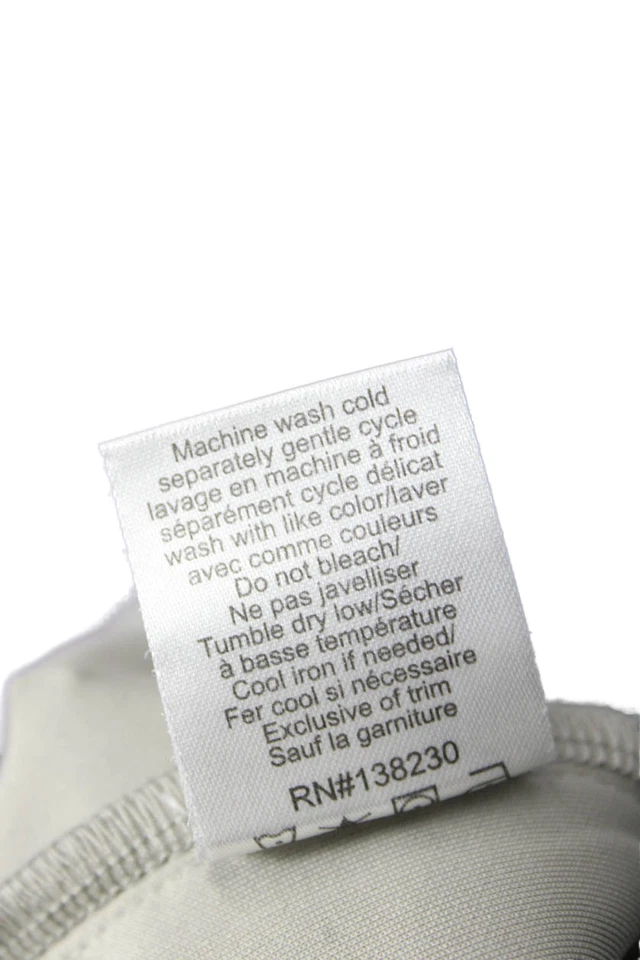 Machine wash cold
separately gentle cycle
lavage en machine à froid
séparément cycle délicat
wash with like color/laver
avec comme couleurs
Do not bleach/
Ne pas javelliser
Tumble dry low/Sécher
à basse température
Cool iron if needed/
Fer cool si nécessaire
Exclusive of trim
Sauf la garniture
RN#138230